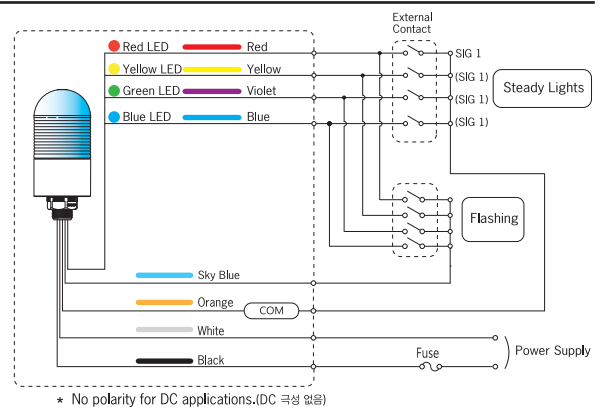 External
Contact
Red LED Red SIG 1
Yellow LED Yellow (SIG 1)
Green LED Violet (SIG 1)
Steady Lights
Blue LED Blue (SIG 1)
Flashing
Sky Blue
Orange COM
White
Black Fuse Power Supply
* No polarity for DC applications.(DC 극성 없음)